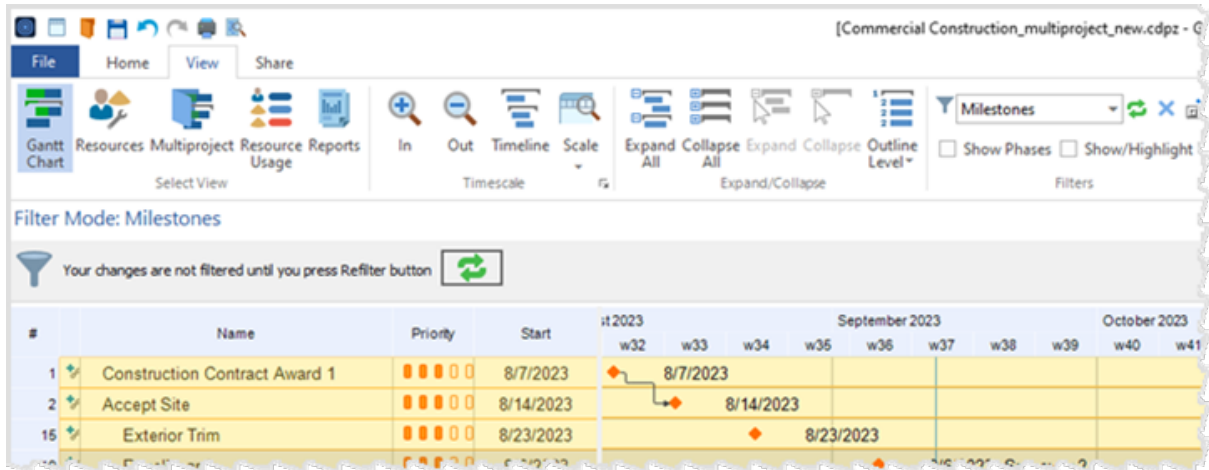 [Commercial Construction_multiproject_new.cdpz - G
File Home View Share
Gantt Chart Resources Multiproject Resource Usage Reports In Out Timeline Scale Expand All Collapse All Expand Collapse Outline Level Milestones
Show Phases Show/Highlight
Select View Timescale Expand/Collapse Filters
Filter Mode: Milestones
Your changes are not filtered until you press Refilter button
# Name Priority Start st 2023 September 2023 October 2023
w32 w33 w34 w35 w36 w37 w38 w39 w40 w41
1 Construction Contract Award 1 8/7/2023 8/7/2023
2 Accept Site 8/14/2023 8/14/2023
15 Exterior Trim 8/23/2023 8/23/2023